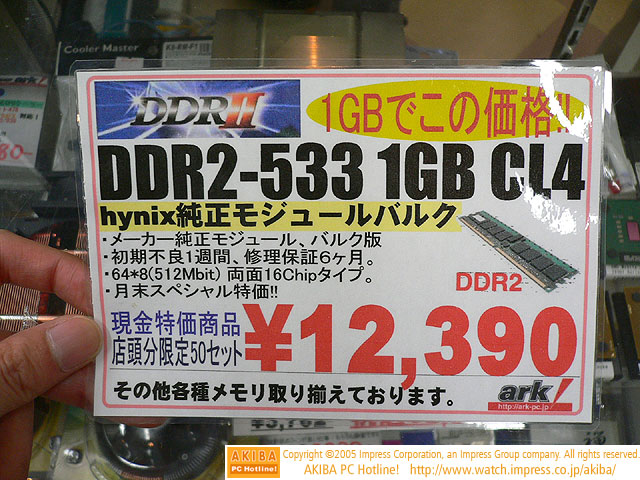 Cooler Master
DDRII
1GBでこの価格!!
DDR2-533 1GB CL4
hynix純正モジュールバルク
・メーカー純正モジュール、バルク版
・初期不良1週間、修理保証6ヶ月。
・64*8(512Mbit) 両面16Chipタイプ。
・月末スペシャル特価!!
DDR2
現金特価商品
店頭分限定50セット
¥12,390
その他各種メモリ取り揃えております。
ark!
http://ark-pc.jp/
AKIBA
PC Hotline!
Copyright ©2005 Impress Corporation, an Impress Group company. All rights reserved.
AKIBA PC Hotline! http://www.watch.impress.co.jp/akiba/